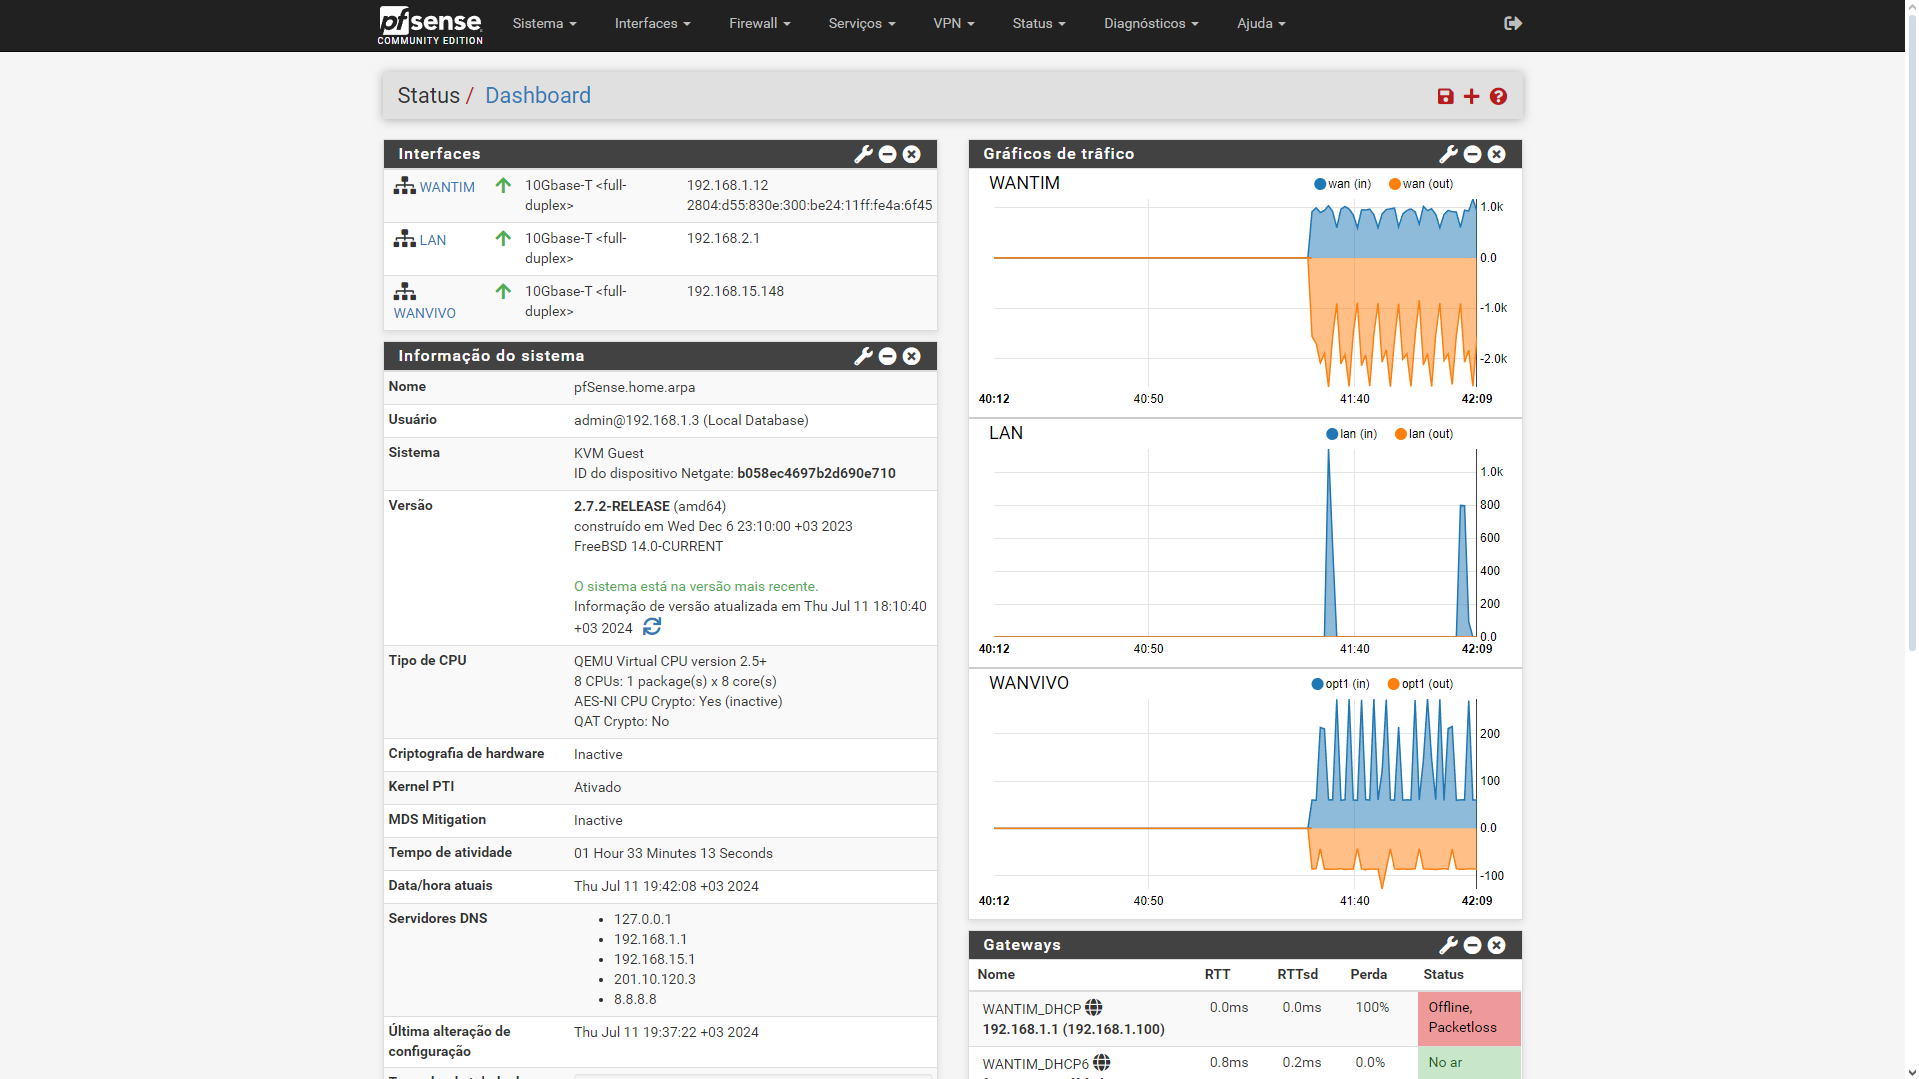 pfsense
COMMUNITY EDITION
Sistema
Interfaces
Firewall
Serviços
VPN
Status
Diagnósticos
Ajuda
Status / Dashboard
Interfaces
WANTIM
10Gbase-T <full-
duplex>
192.168.1.12
2804:d55:830e:300:be24:11ff:fe4a:6f45
LAN
10Gbase-T <full-
duplex>
192.168.2.1
WANVIVO
10Gbase-T <full-
duplex>
192.168.15.148
Informação do sistema
Nome
pfSense.home.arpa
Usuário
admin@192.168.1.3 (Local Database)
Sistema
KVM Guest
ID do dispositivo Netgate: b058ec4697b2d690e710
Versão
2.7.2-RELEASE (amd64)
construído em Wed Dec 6 23:10:00 +03 2023
FreeBSD 14.0-CURRENT
O sistema está na versão mais recente.
Informação de versão atualizada em Thu Jul 11 18:10:40
+03 2024
Tipo de CPU
QEMU Virtual CPU version 2.5+
8 CPUs: 1 package(s) x 8 core(s)
AES-NI CPU Crypto: Yes (inactive)
QAT Crypto: No
Criptografia de hardware
Inactive
Kernel PTI
Ativado
MDS Mitigation
Inactive
Tempo de atividade
01 Hour 33 Minutes 13 Seconds
Data/hora atuais
Thu Jul 11 19:42:08 +03 2024
Servidores DNS
127.0.0.1
192.168.1.1
192.168.15.1
201.10.120.3
8.8.8.8
Última alteração de
configuração
Thu Jul 11 19:37:22 +03 2024
Gráficos de trâfico
WANTIM
wan (in)
wan (out)
1.0k
0.0
-1.0k
-2.0k
40:12
40:50
41:40
42:09
LAN
lan (in)
lan (out)
1.0k
800
600
400
200
0.0
40:12
40:50
41:40
42:09
WANVIVO
opt1 (in)
opt1 (out)
200
100
0.0
-100
40:12
40:50
41:40
42:09
Gateways
Nome RTT RTTsd Perda Status
WANTIM_DHCP
192.168.1.1 (192.168.1.100)
0.0ms 0.0ms 100%
Offline,
Packetloss
WANTIM_DHCP6
0.8ms 0.2ms 0.0% No ar